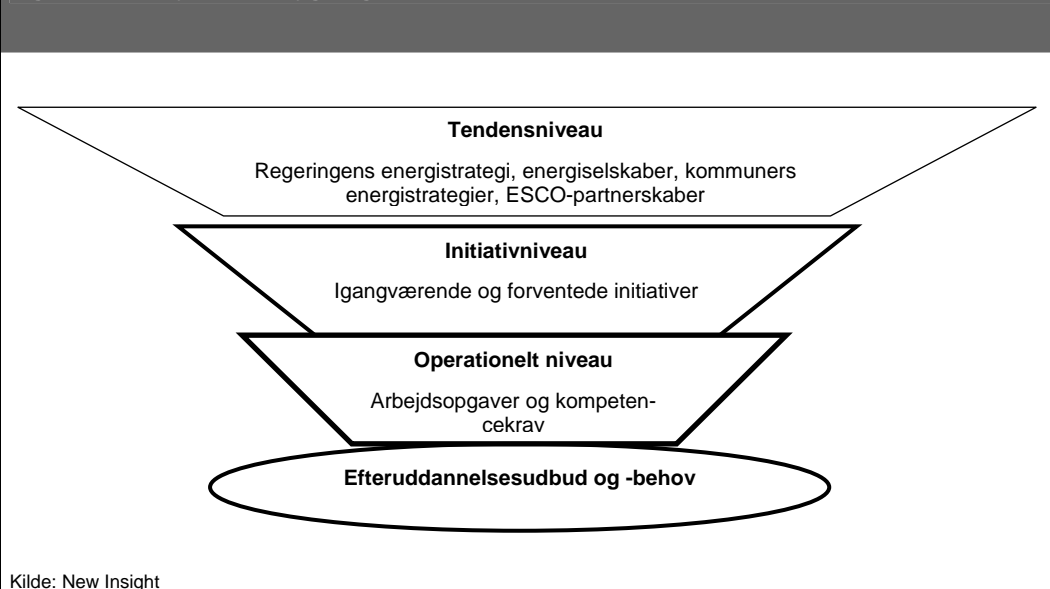 Tendensniveau
Regeringens energistrategi, energiselskaber, kommuners
energistrategier, ESCO-partnerskaber
Initiativniveau
Igangværende og forventede initiativer
Operationelt niveau
Arbejdsopgaver og kompeten-
cekrav
Efteruddannelsesudbud og -behov
Kilde: New Insight